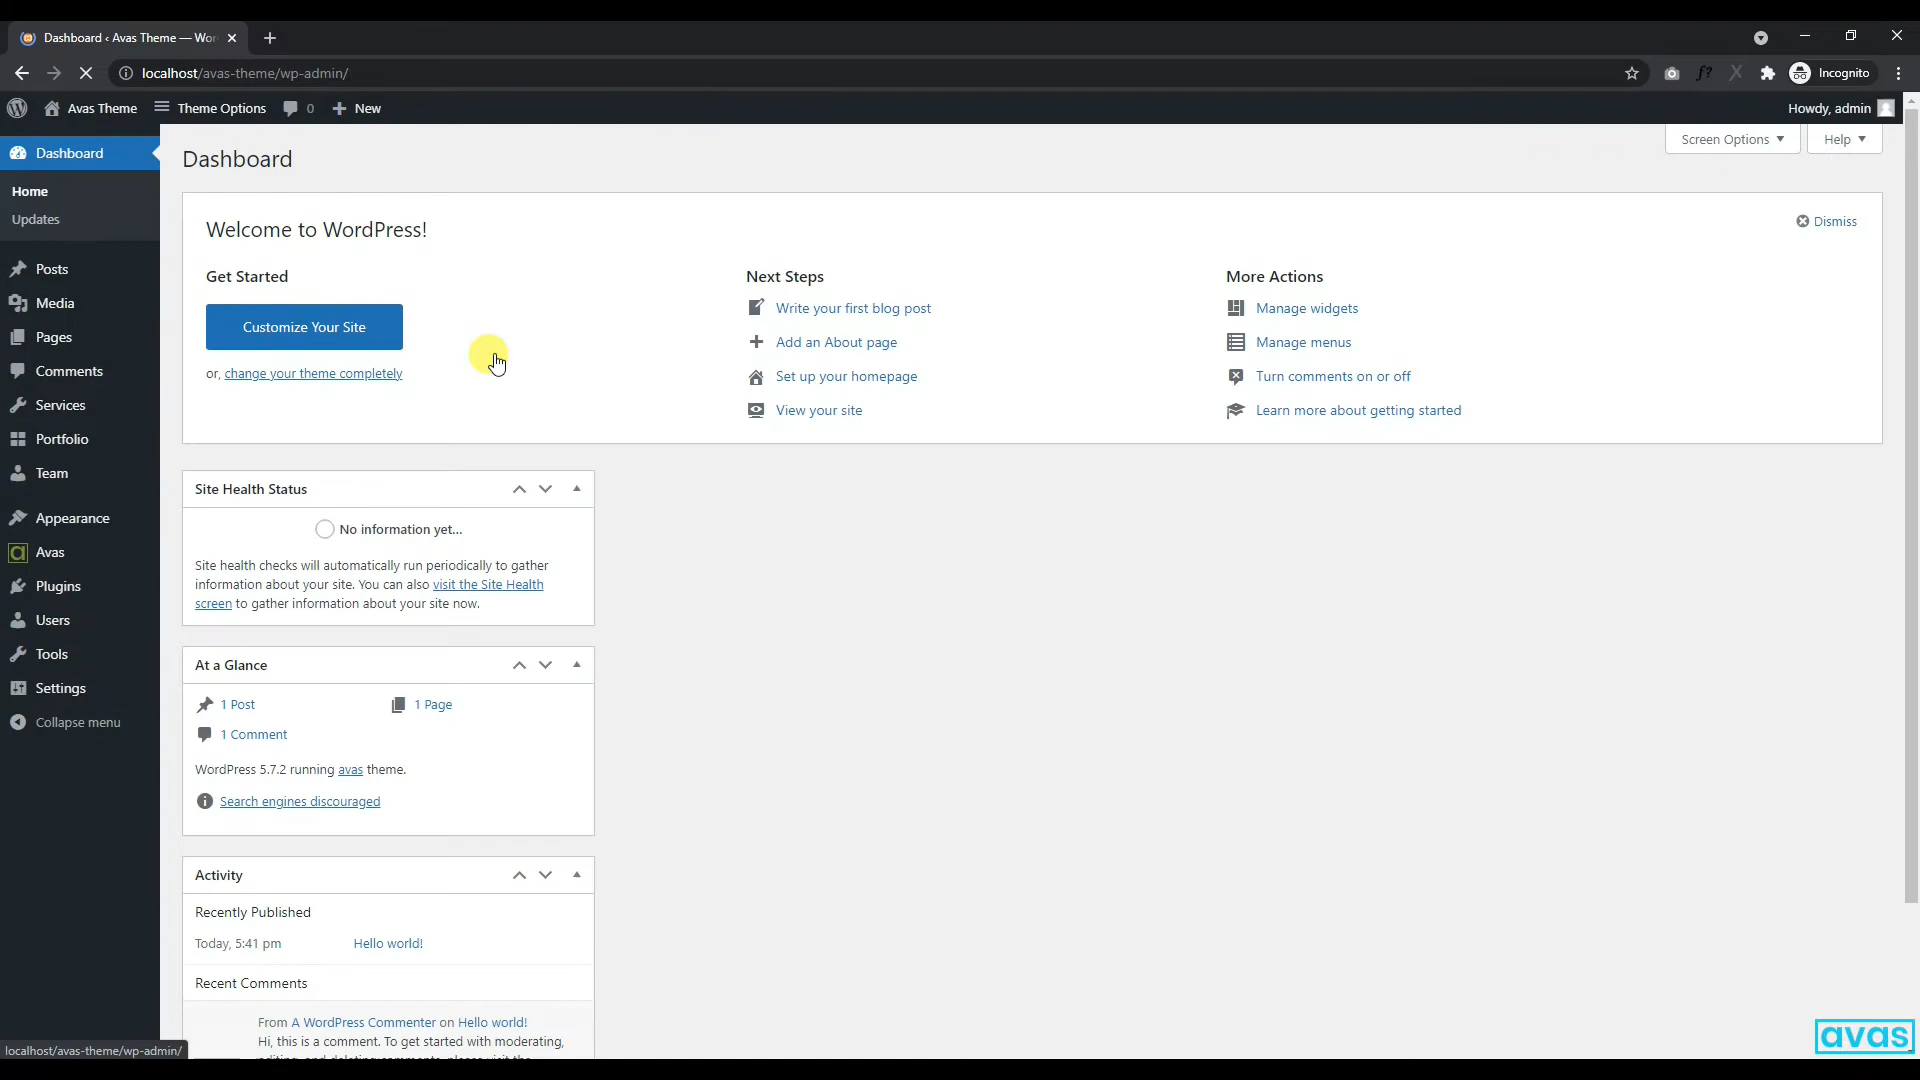 Dashboard ‹ Avas Theme — Wor
localhost/avas-theme/wp-admin/
f?
Incognito
Avas Theme
Theme Options
0
New
Howdy, admin
Dashboard
Home
Updates
Posts
Media
Pages
Comments
Services
Portfolio
Team
Appearance
Avas
Plugins
Users
Tools
Settings
Collapse menu
Screen Options
Help
Dashboard
Welcome to WordPress!
Dismiss
Get Started
Customize Your Site
or, change your theme completely
Next Steps
Write your first blog post
Add an About page
Set up your homepage
View your site
More Actions
Manage widgets
Manage menus
Turn comments on or off
Learn more about getting started
Site Health Status
No information yet...
Site health checks will automatically run periodically to gather
information about your site. You can also visit the Site Health
screen to gather information about your site now.
At a Glance
1 Post
1 Page
1 Comment
WordPress 5.7.2 running avas theme.
Search engines discouraged
Activity
Recently Published
Today, 5:41 pm
Hello world!
Recent Comments
From A WordPress Commenter on Hello world!
Hi, this is a comment. To get started with moderating,
localhost/avas-theme/wp-admin/
avas